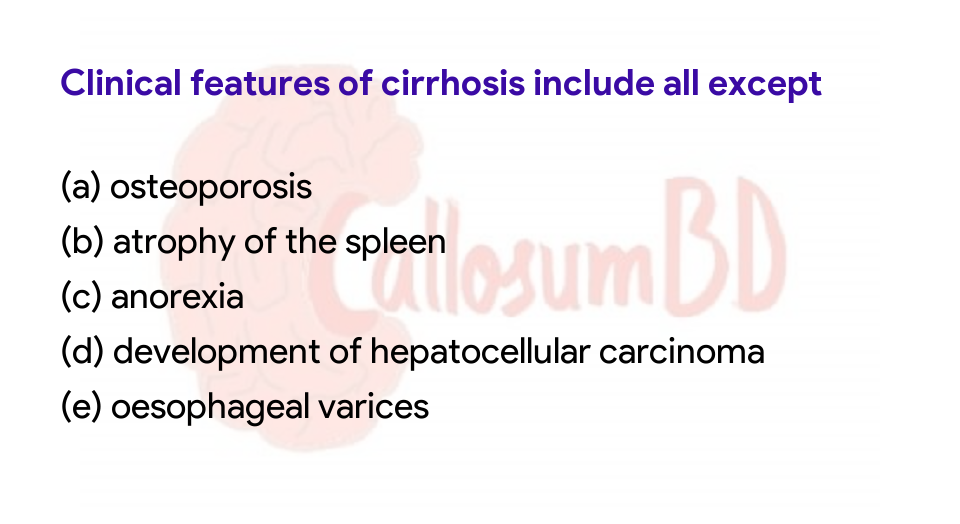 Clinical features of cirrhosis include all except
(a) osteoporosis
(b) atrophy of the spleen
CallosumBD
(c) anorexia
(d) development of hepatocellular carcinoma
(e) oesophageal varices